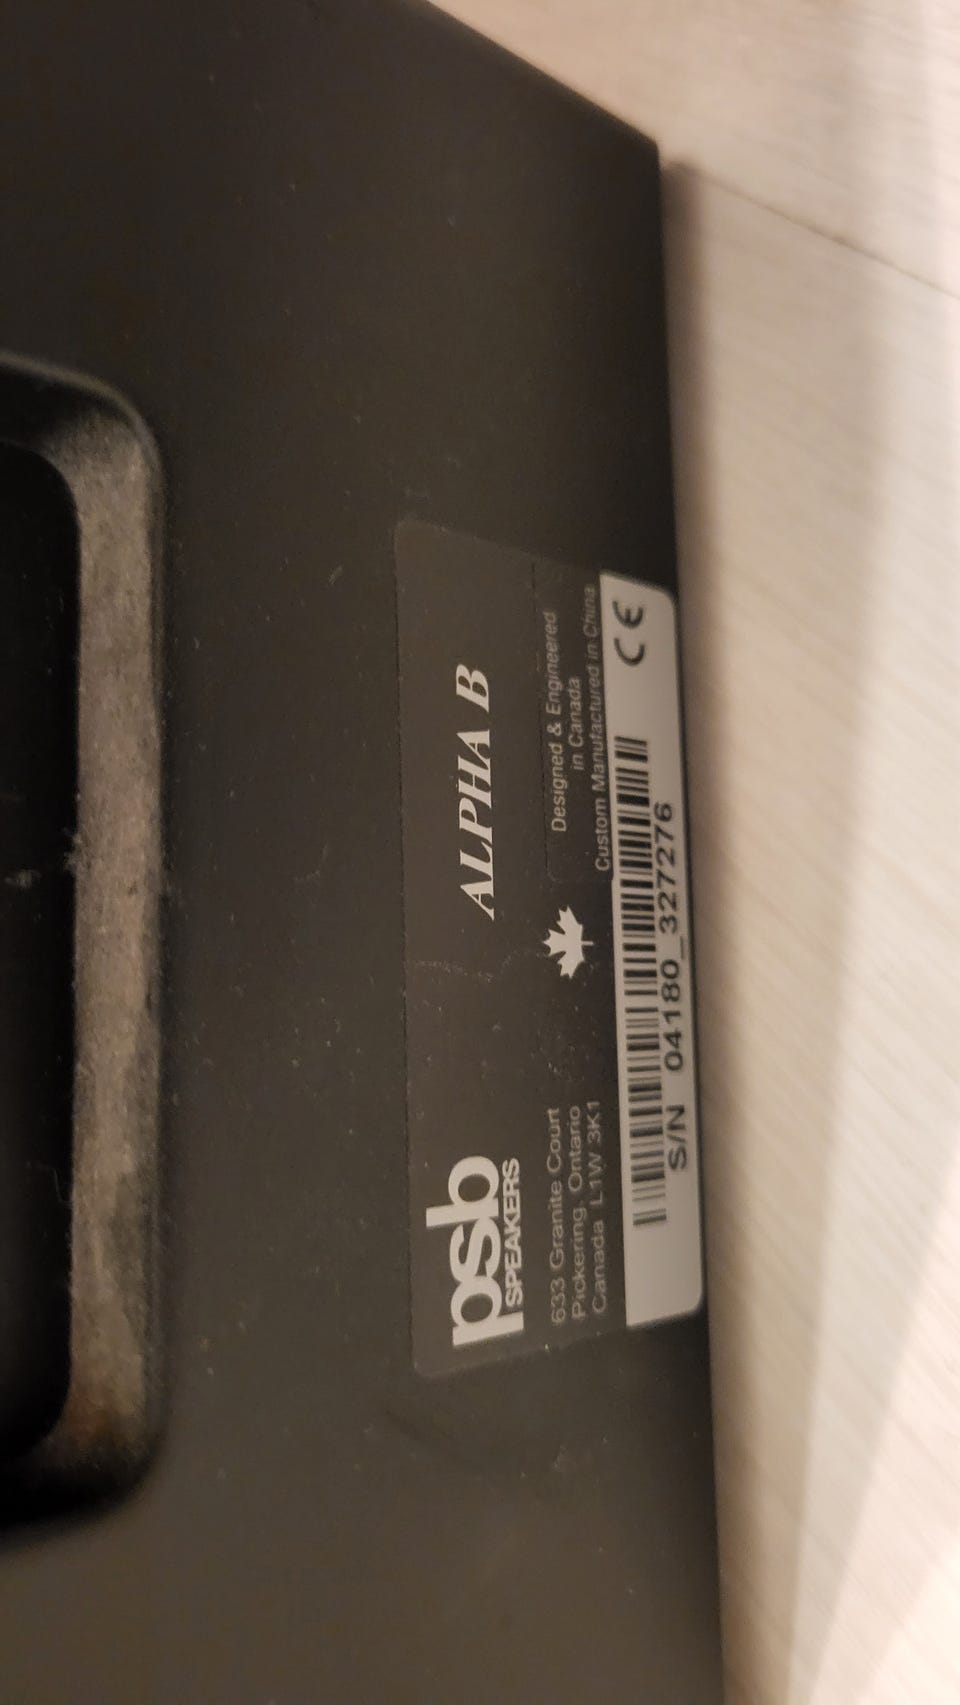 psb
SPEAKERS
ALPHA B
633 Granite Court
Pickering, Ontario
Canada L1W 3K1
Designed & Engineered
in Canada
Custom Manufactured in China
CE
S/N 04180_327276